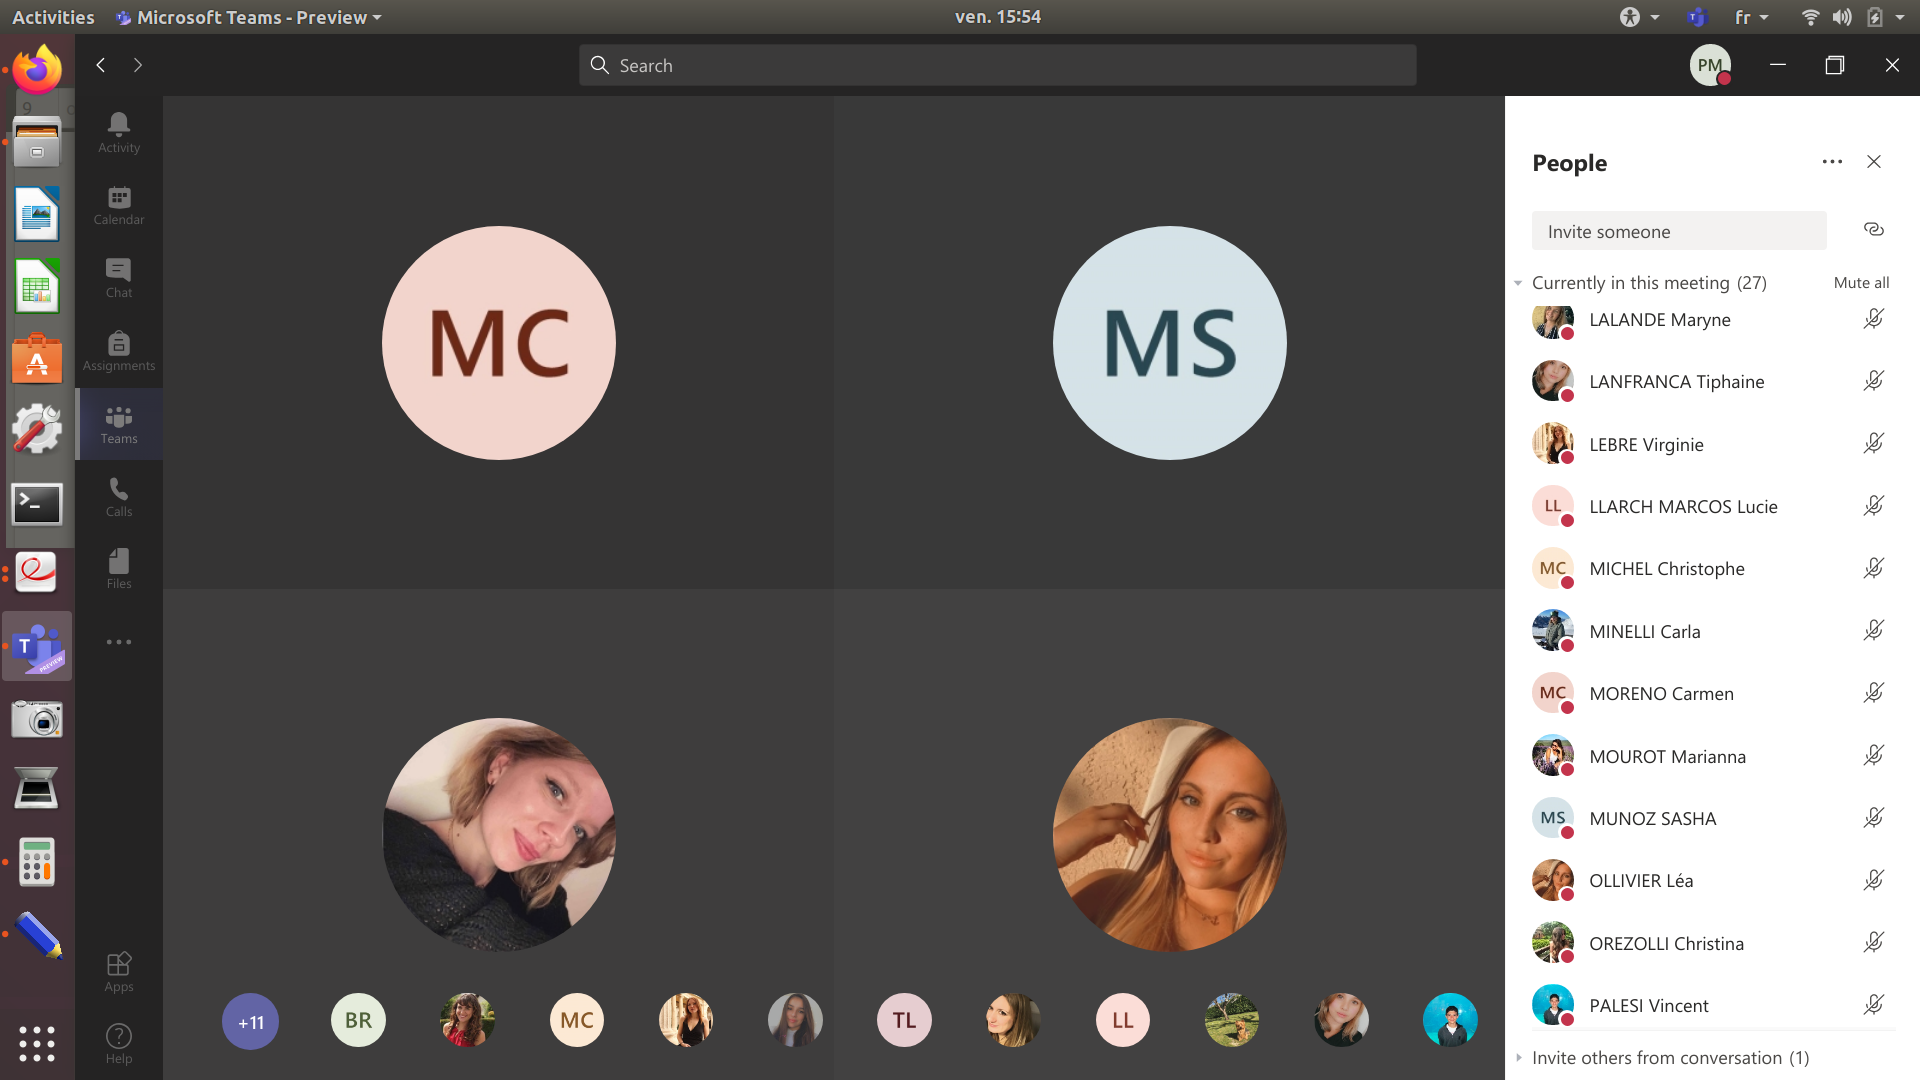 Activities
Microsoft Teams - Preview
ven. 15:54
fr
Search
PM
Activity
Calendar
Chat
Assignments
Teams
Calls
Files
Apps
Help
T
PREVIEW
9
MC
MS
+11
BR
MC
TL
LL
People
Invite someone
Currently in this meeting (27)
Mute all
LALANDE Maryne
LANFRANCA Tiphaine
LEBRE Virginie
LL LLARCH MARCOS Lucie
MC MICHEL Christophe
MINELLI Carla
MC MORENO Carmen
MOUROT Marianna
MS MUNOZ SASHA
OLLIVIER Léa
OREZOLLI Christina
PALESI Vincent
Invite others from conversation (1)